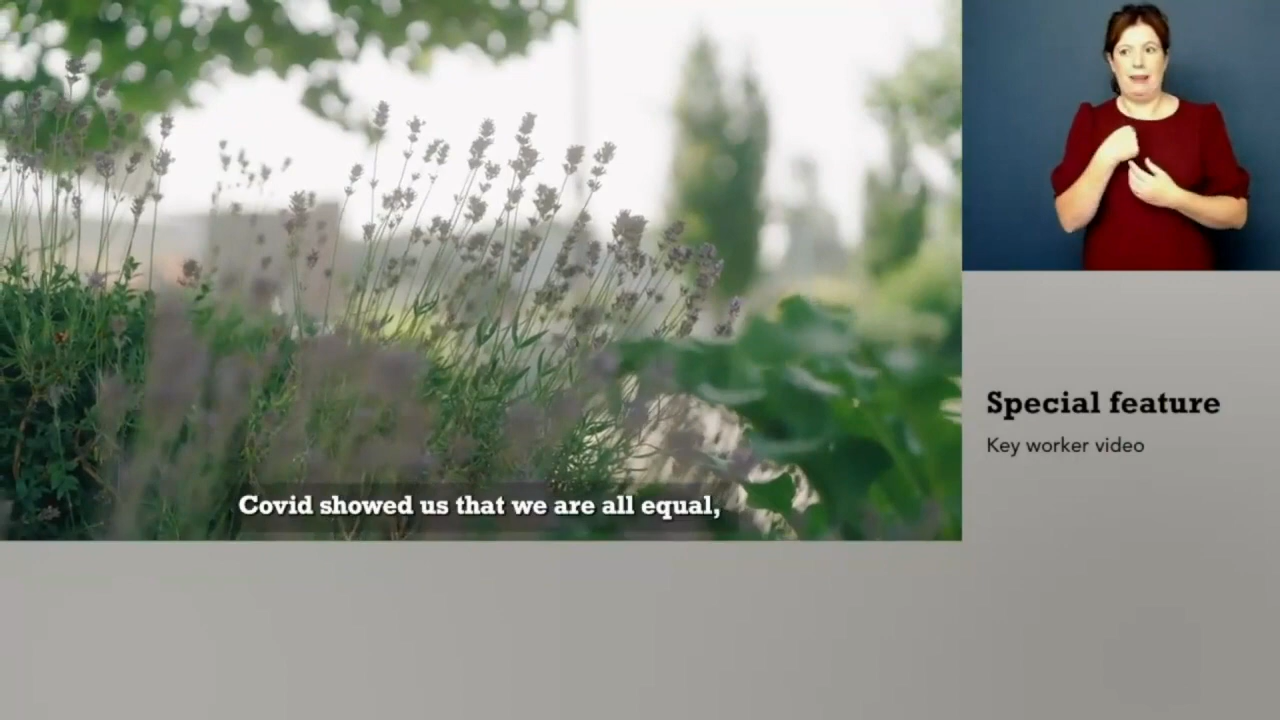 Special feature
Key worker video
Covid showed us that we are all equal,